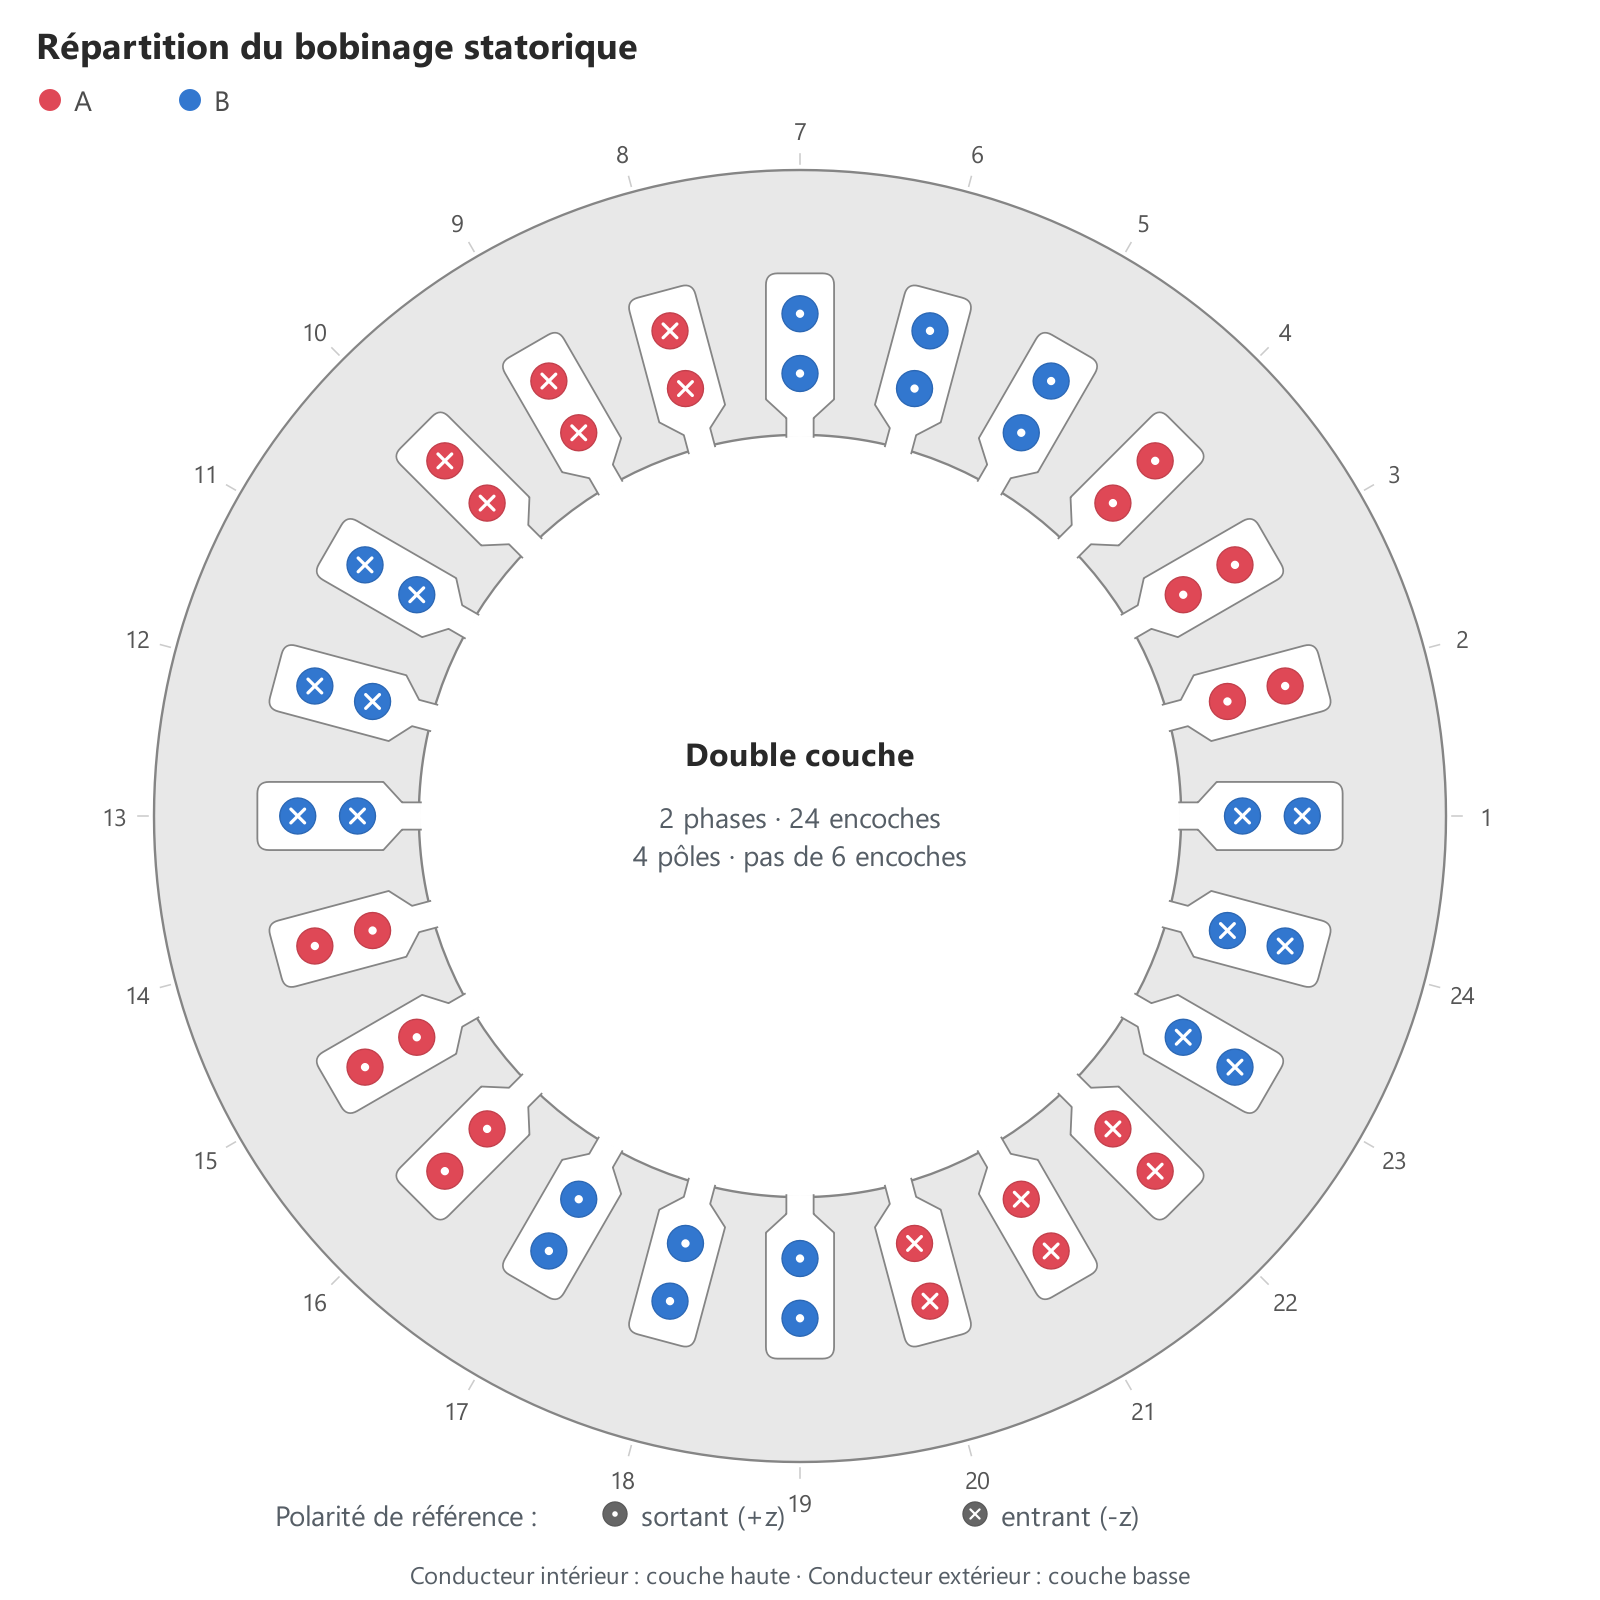 Répartition du bobinage statorique
A
B
7
8
6
9
5
10
4
11
3
12
2
Double couche
2 phases · 24 encoches
4 pôles · pas de 6 encoches
13
1
14
24
15
23
16
22
17
21
18
20
19
Polarité de référence :
sortant (+z)
entrant (-z)
Conducteur intérieur : couche haute · Conducteur extérieur : couche basse